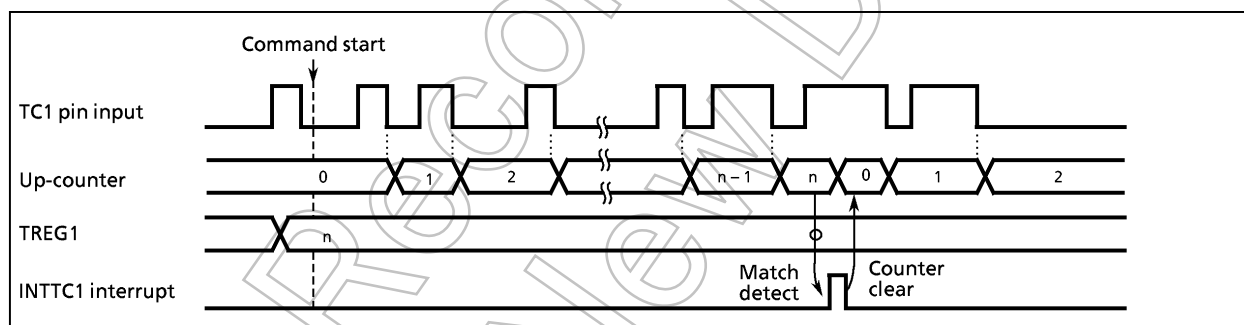 Command start
TC1 pin input
Up-counter
0
1
2
n – 1
n
0
1
2
TREG1
n
INTTC1 interrupt
Match
detect
Counter
clear